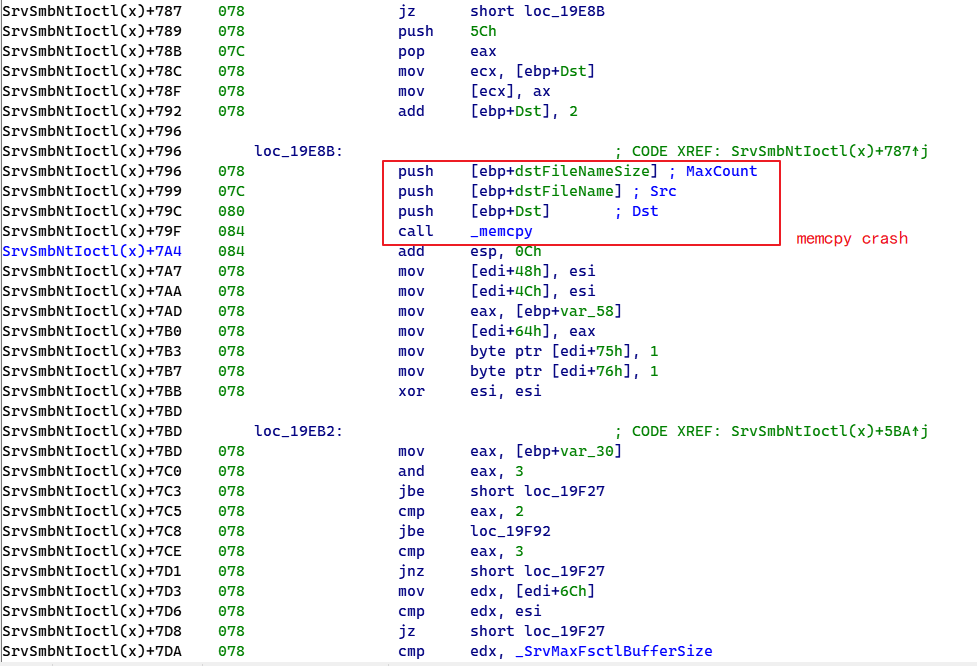 SrvSmbNtIoctl(x)+787 078 jz short loc_19E8B
SrvSmbNtIoctl(x)+789 078 push 5Ch
SrvSmbNtIoctl(x)+78B 07C pop eax
SrvSmbNtIoctl(x)+78C 078 mov ecx, [ebp+Dst]
SrvSmbNtIoctl(x)+78F 078 mov [ecx], ax
SrvSmbNtIoctl(x)+792 078 add [ebp+Dst], 2
SrvSmbNtIoctl(x)+796
SrvSmbNtIoctl(x)+796 loc_19E8B: ; CODE XREF: SrvSmbNtIoctl(x)+787↑j
SrvSmbNtIoctl(x)+796 078 push [ebp+dstFileNameSize] ; MaxCount
SrvSmbNtIoctl(x)+799 07C push [ebp+dstFileName] ; Src
SrvSmbNtIoctl(x)+79C 080 push [ebp+Dst] ; Dst
SrvSmbNtIoctl(x)+79F 084 call _memcpy
memcpy crash
SrvSmbNtIoctl(x)+7A4 084 add esp, 0Ch
SrvSmbNtIoctl(x)+7A7 078 mov [edi+48h], esi
SrvSmbNtIoctl(x)+7AA 078 mov [edi+4Ch], esi
SrvSmbNtIoctl(x)+7AD 078 mov eax, [ebp+var_58]
SrvSmbNtIoctl(x)+7B0 078 mov [edi+64h], eax
SrvSmbNtIoctl(x)+7B3 078 mov byte ptr [edi+75h], 1
SrvSmbNtIoctl(x)+7B7 078 mov byte ptr [edi+76h], 1
SrvSmbNtIoctl(x)+7BB 078 xor esi, esi
SrvSmbNtIoctl(x)+7BD
SrvSmbNtIoctl(x)+7BD loc_19EB2: ; CODE XREF: SrvSmbNtIoctl(x)+5BA↑j
SrvSmbNtIoctl(x)+7BD 078 mov eax, [ebp+var_30]
SrvSmbNtIoctl(x)+7C0 078 and eax, 3
SrvSmbNtIoctl(x)+7C3 078 jbe short loc_19F27
SrvSmbNtIoctl(x)+7C5 078 cmp eax, 2
SrvSmbNtIoctl(x)+7C8 078 jbe loc_19F92
SrvSmbNtIoctl(x)+7CE 078 cmp eax, 3
SrvSmbNtIoctl(x)+7D1 078 jnz short loc_19F27
SrvSmbNtIoctl(x)+7D3 078 mov edx, [edi+6Ch]
SrvSmbNtIoctl(x)+7D6 078 cmp edx, esi
SrvSmbNtIoctl(x)+7D8 078 jz short loc_19F27
SrvSmbNtIoctl(x)+7DA 078 cmp edx, _SrvMaxFsctlBufferSize